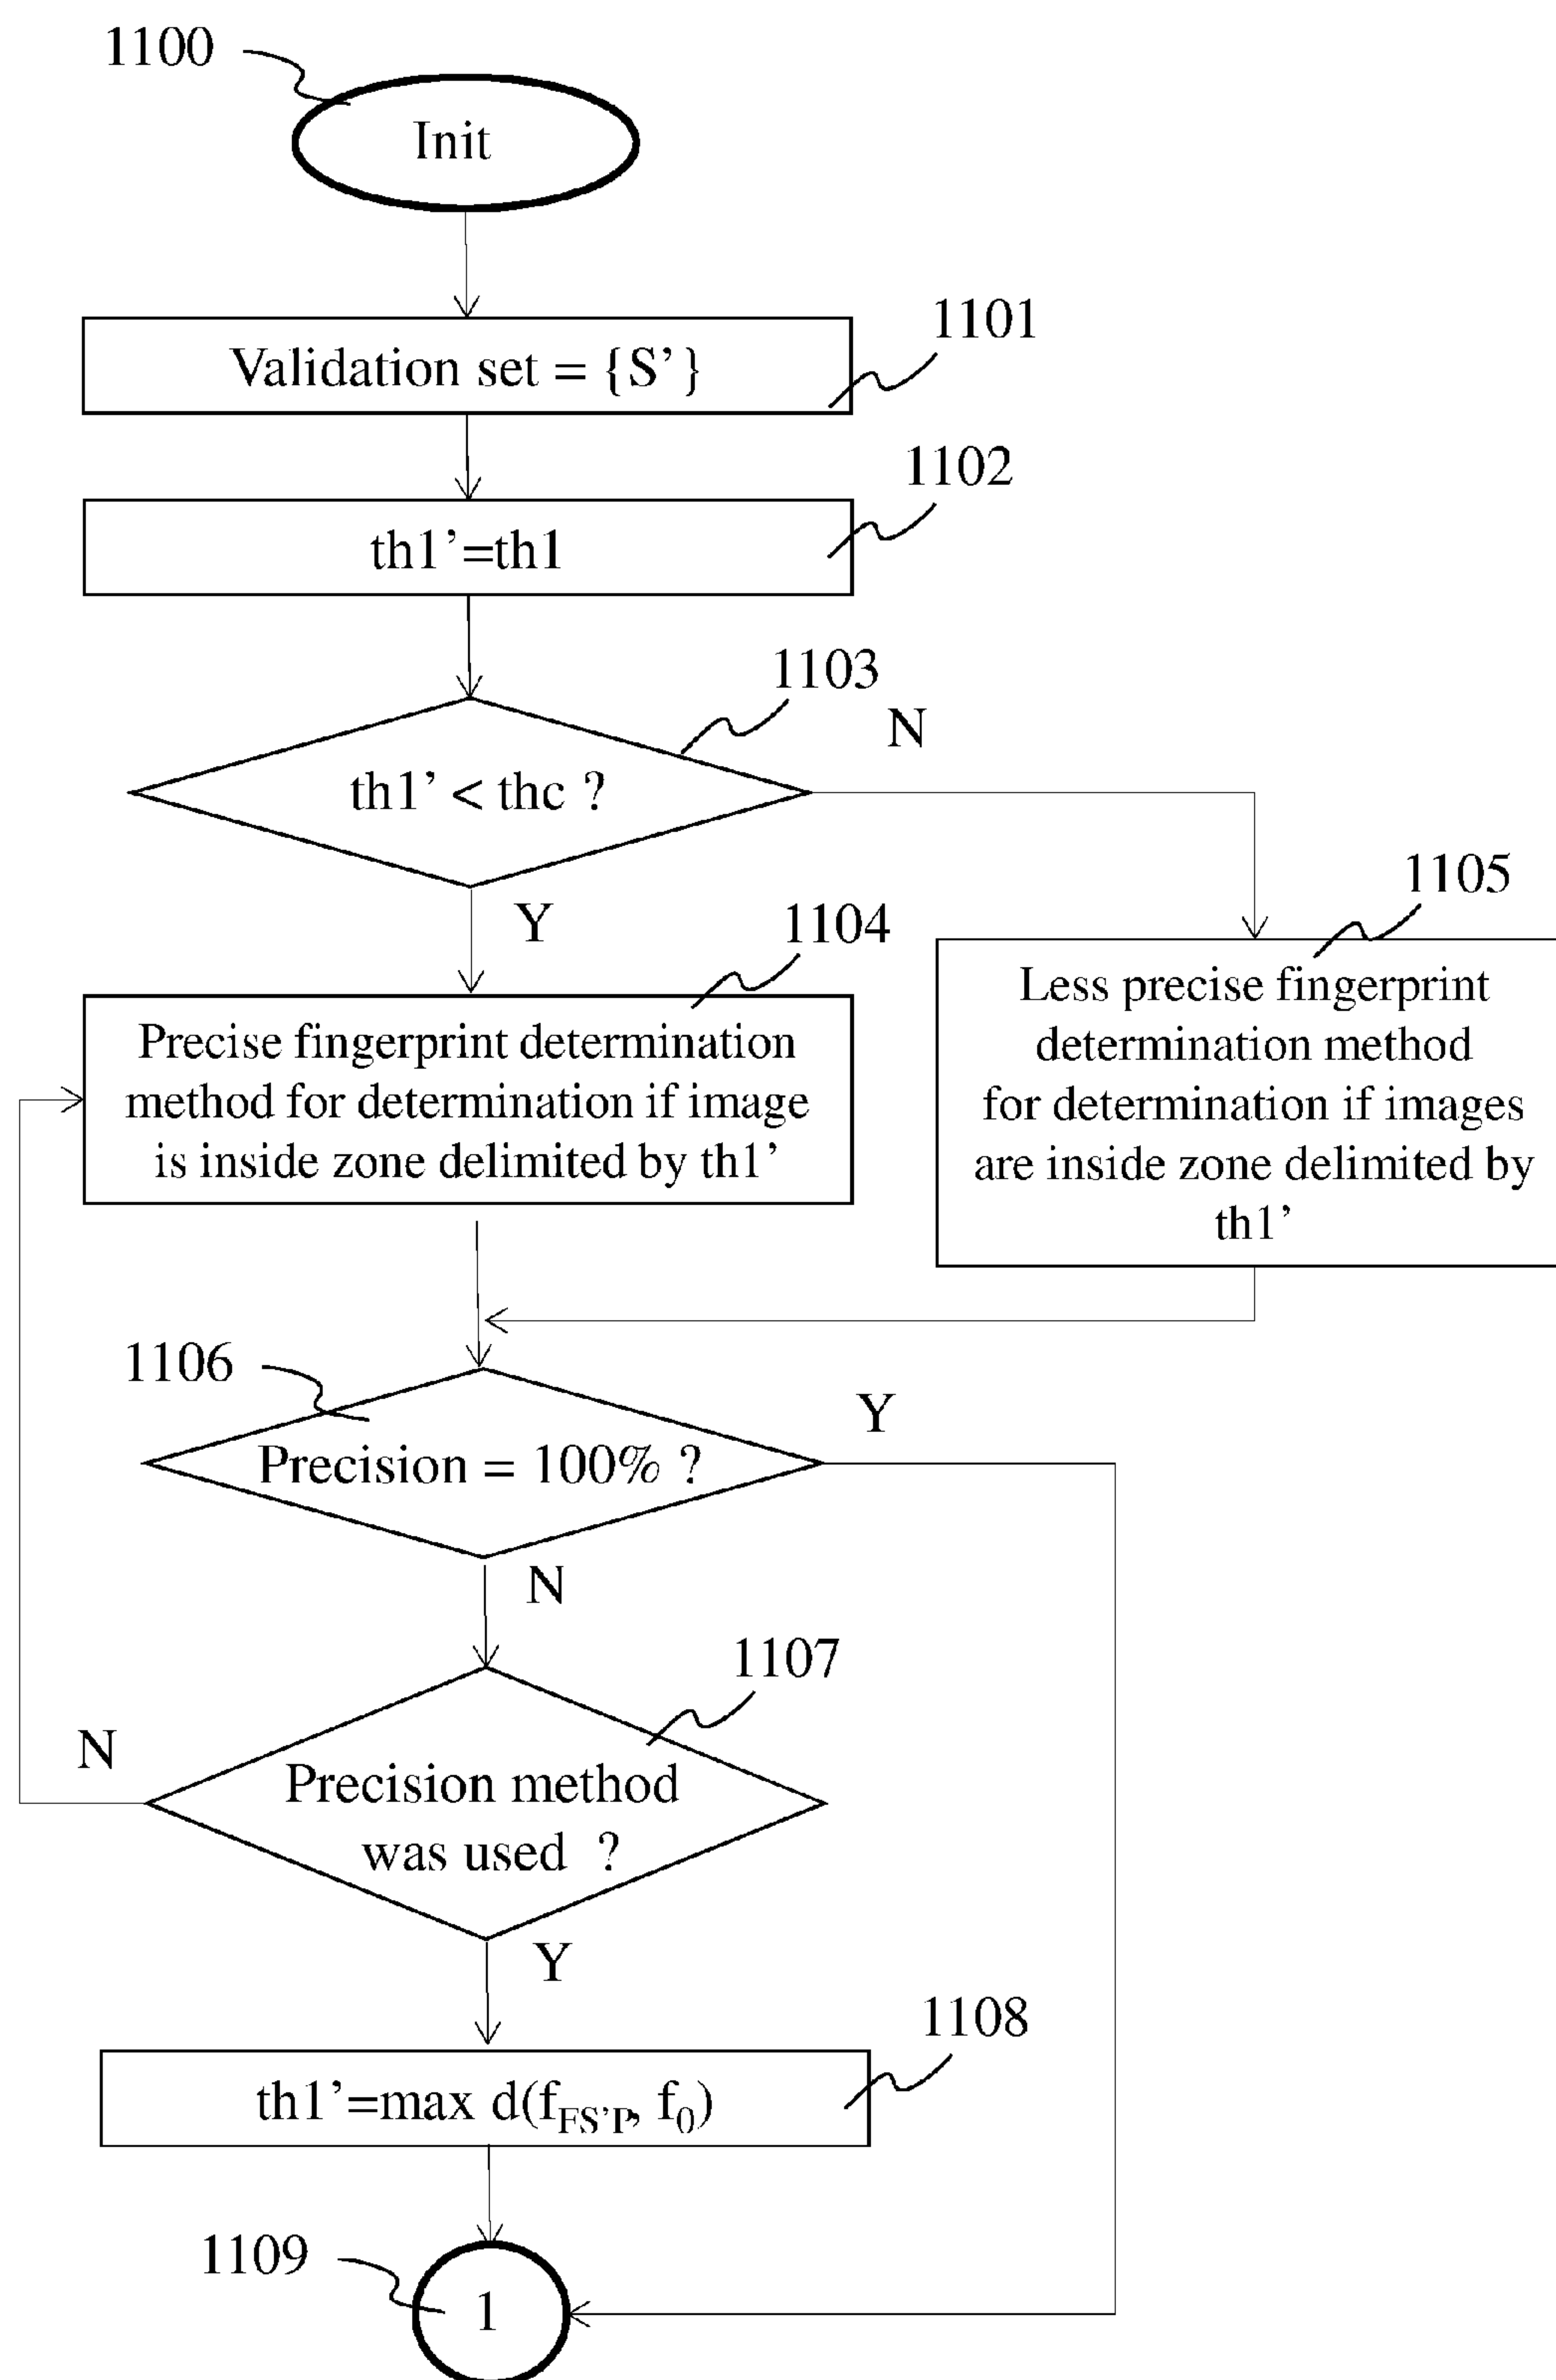 1100
Init
1101
Validation set = {S’}
1102
th1’=th1
1103
N
th1’ < thc ?
Y
1104
1105
Precise fingerprint determination
method for determination if image
is inside zone delimited by th1’
Less precise fingerprint
determination method
for determination if images
are inside zone delimited by
th1’
1106
Y
Precision = 100% ?
N
1107
N
Precision method
was used ?
Y
1108
th1’=max d(f_FS’P, f_0)
1109
1